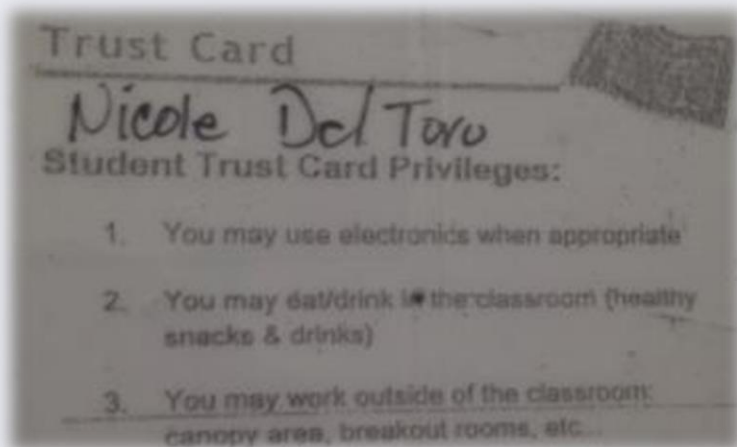 Trust Card
Nicole Del Toro
Student Trust Card Privileges:
1. You may use electronics when appropriate
2. You may eat/drink in the classroom (healthy
snacks & drinks)
3. You may work outside of the classroom:
canopy area, breakout rooms, etc...